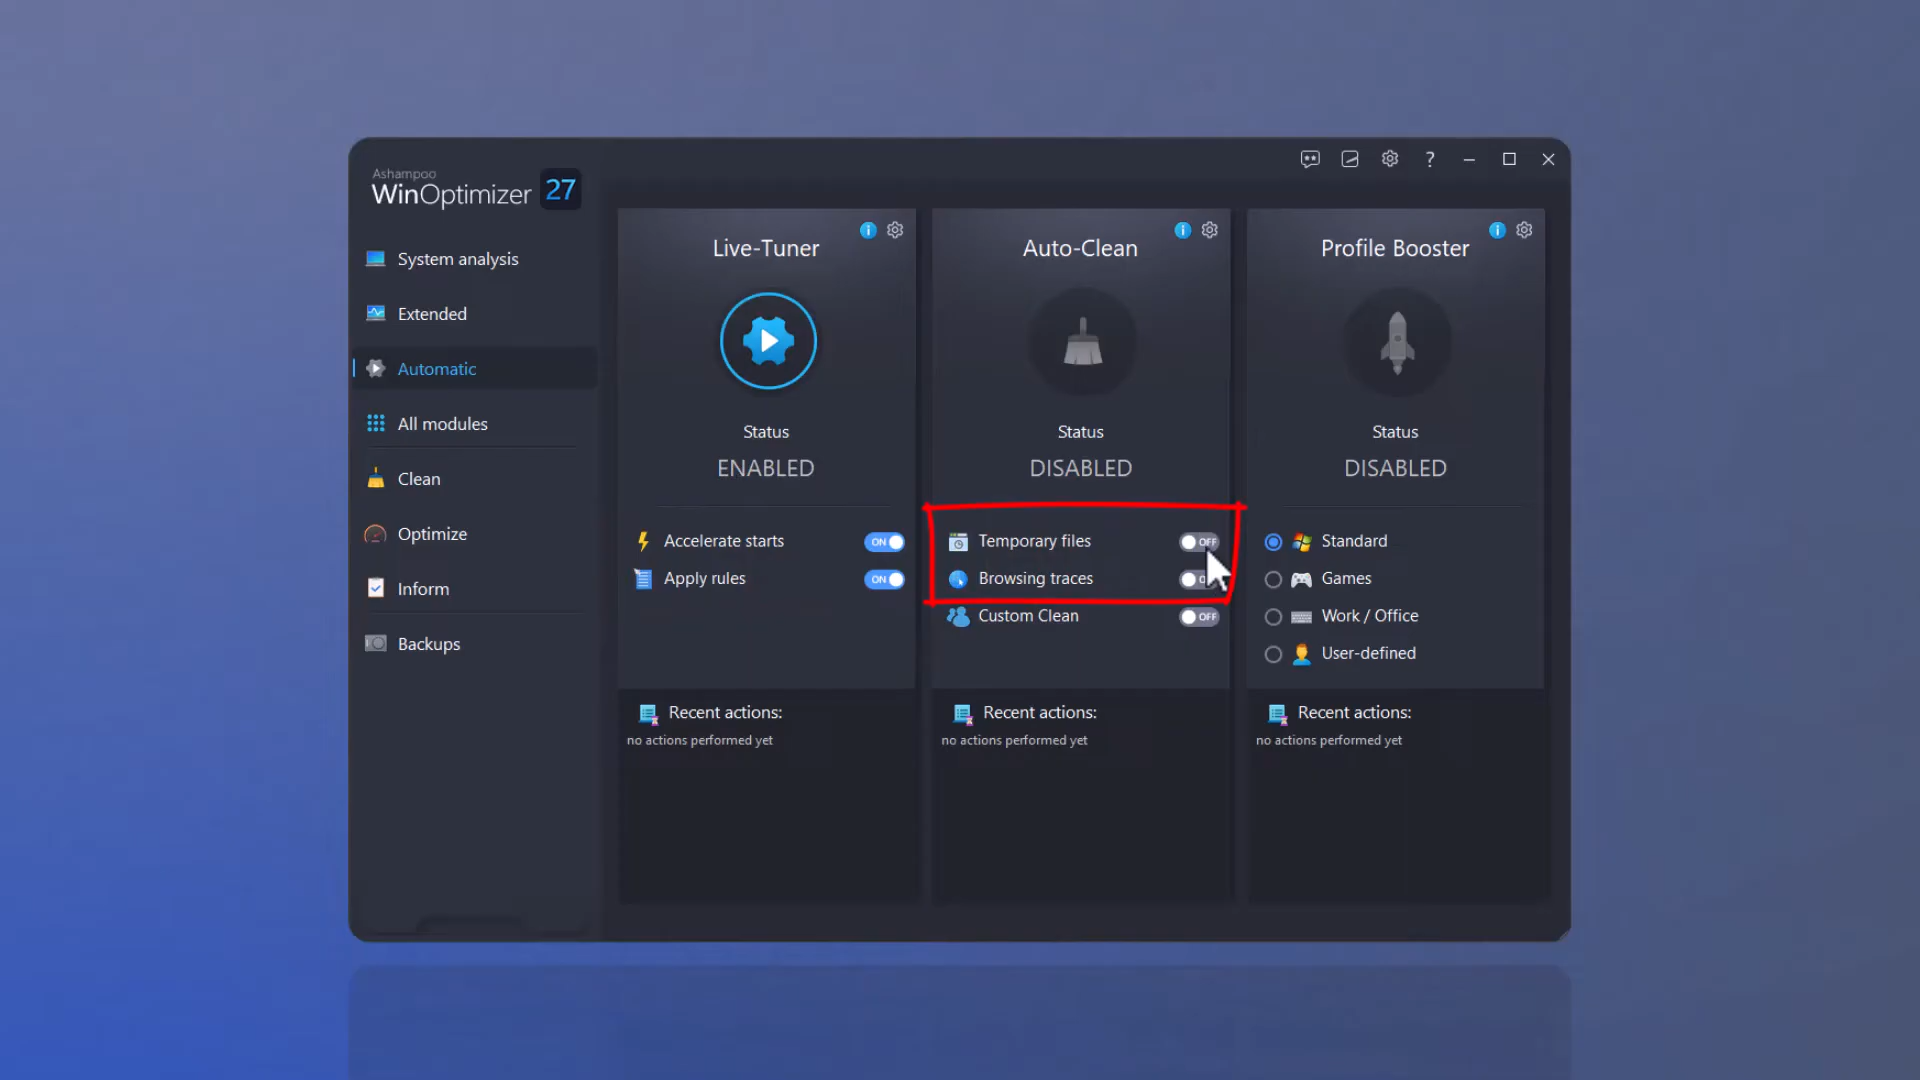 Ashampoo
WinOptimizer 27
System analysis
Extended
Automatic
All modules
Clean
Optimize
Inform
Backups
Live-Tuner
Status
ENABLED
Accelerate starts ON
Apply rules ON
Recent actions:
no actions performed yet
Auto-Clean
Status
DISABLED
Temporary files OFF
Browsing traces
Custom Clean OFF
Recent actions:
no actions performed yet
Profile Booster
Status
DISABLED
Standard
Games
Work / Office
User-defined
Recent actions:
no actions performed yet